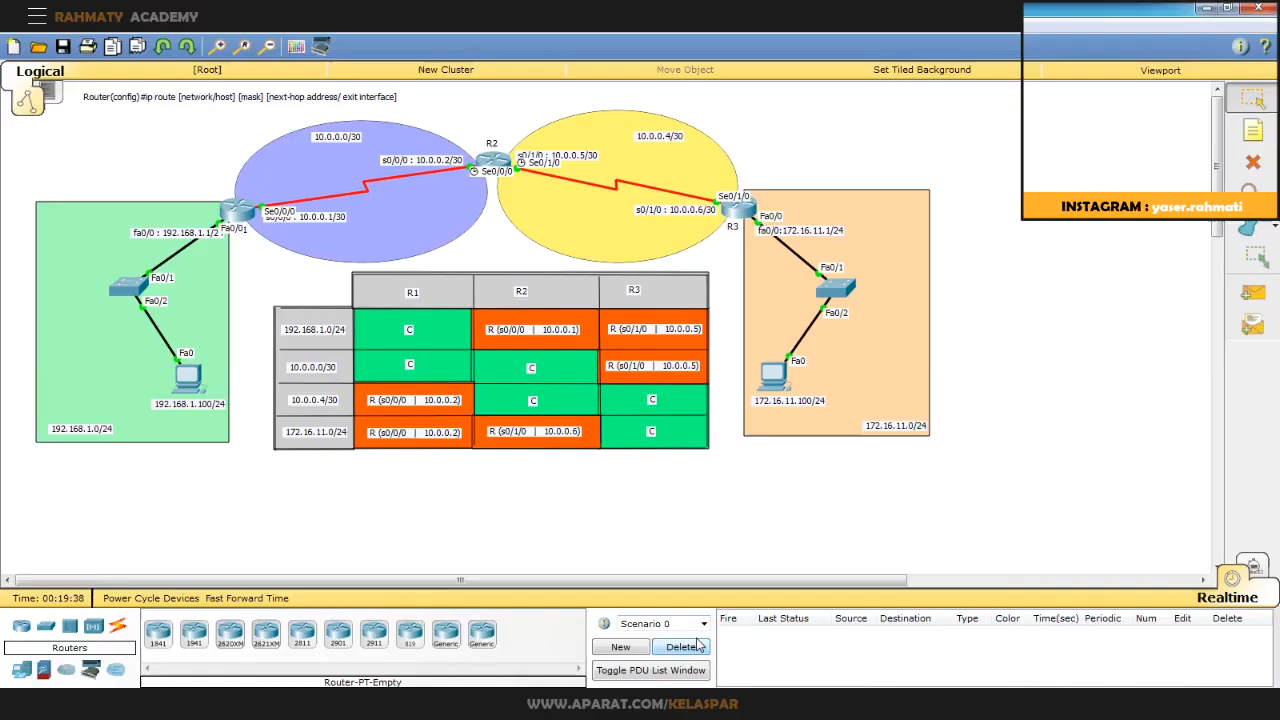 RAHMATY ACADEMY
Logical
[Root]
New Cluster
Move Object
Set Tiled Background
Viewport
Router(config)#ip route [network/host] [mask] [next-hop address/ exit interface]
10.0.0.0/30
R2
10.0.0.4/30
s0/0/0 : 10.0.0.2/30
Se0/0/0
s0/1/0 : 10.0.0.5/30
Se0/1/0
Se0/1/0
s0/1/0 : 10.0.0.6/30
R3
Fa0/0
fa0/0:172.16.11.1/24
Se0/0/0
10.0.0.1/30
fa0/0 : 192.168.1.1/2
Fa0/0
Fa0/1
Fa0/2
Fa0
192.168.1.100/24
192.168.1.0/24
Fa0/1
Fa0/2
Fa0
172.16.11.100/24
172.16.11.0/24
INSTAGRAM : yaser.rahmati
R1 R2 R3
192.168.1.0/24 C R (s0/0/0 | 10.0.0.1) R (s0/1/0 | 10.0.0.5)
10.0.0.0/30 C C R (s0/1/0 | 10.0.0.5)
10.0.0.4/30 R (s0/0/0 | 10.0.0.2) C C
172.16.11.0/24 R (s0/0/0 | 10.0.0.2) R (s0/1/0 | 10.0.0.6) C
Time: 00:19:38
Power Cycle Devices Fast Forward Time
Realtime
Routers
1841 1941 2620XM 2621XM 2811 2901 2911 819 Generic Generic
Router-PT-Empty
Scenario 0
New
Delete
Toggle PDU List Window
Fire Last Status Source Destination Type Color Time(sec) Periodic Num Edit Delete
WWW.APARAT.COM/KELASPAR